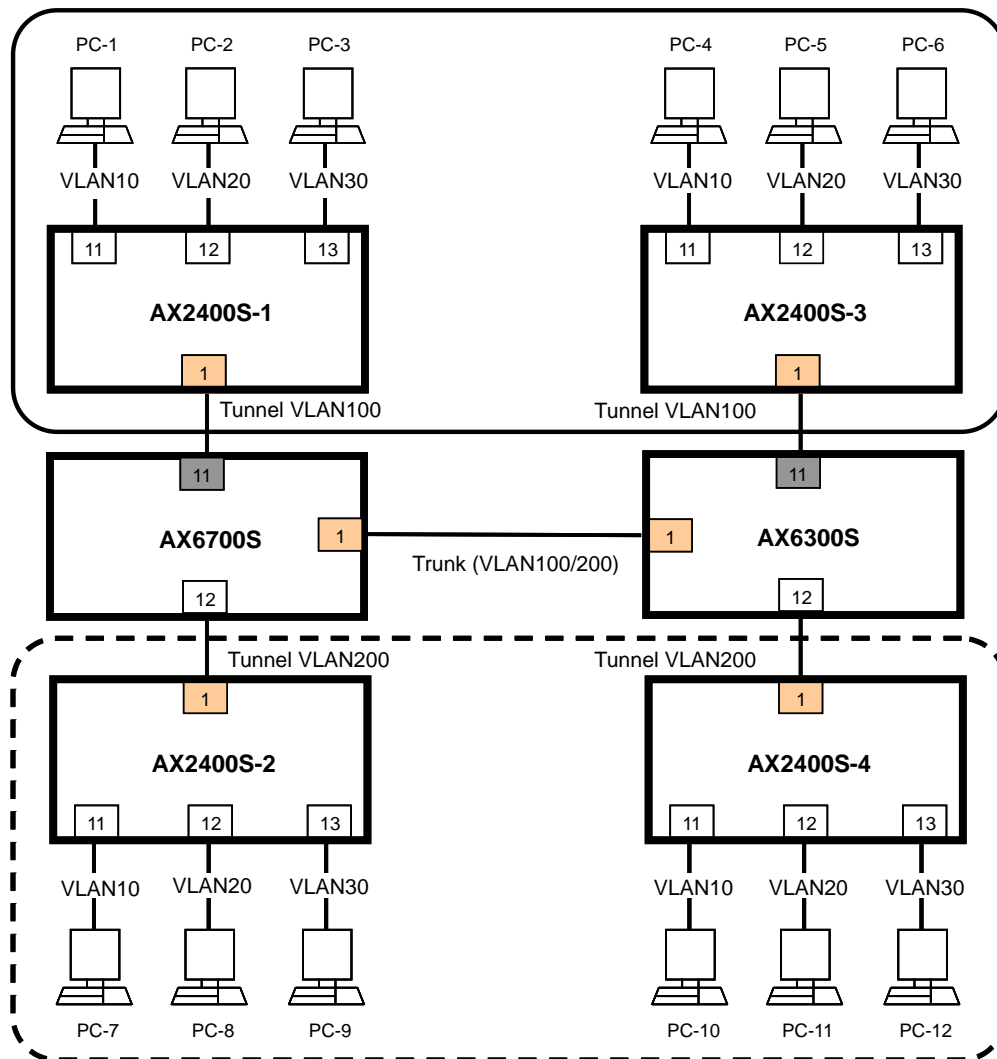 PC-1 PC-2 PC-3 PC-4 PC-5 PC-6
VLAN10 VLAN20 VLAN30 VLAN10 VLAN20 VLAN30
11 12 13 11 12 13
AX2400S-1 AX2400S-3
1 1
Tunnel VLAN100 Tunnel VLAN100
11 11
AX6700S 1 1 AX6300S
Trunk (VLAN100/200)
12 12
Tunnel VLAN200 Tunnel VLAN200
1 1
AX2400S-2 AX2400S-4
11 12 13 11 12 13
VLAN10 VLAN20 VLAN30 VLAN10 VLAN20 VLAN30
PC-7 PC-8 PC-9 PC-10 PC-11 PC-12